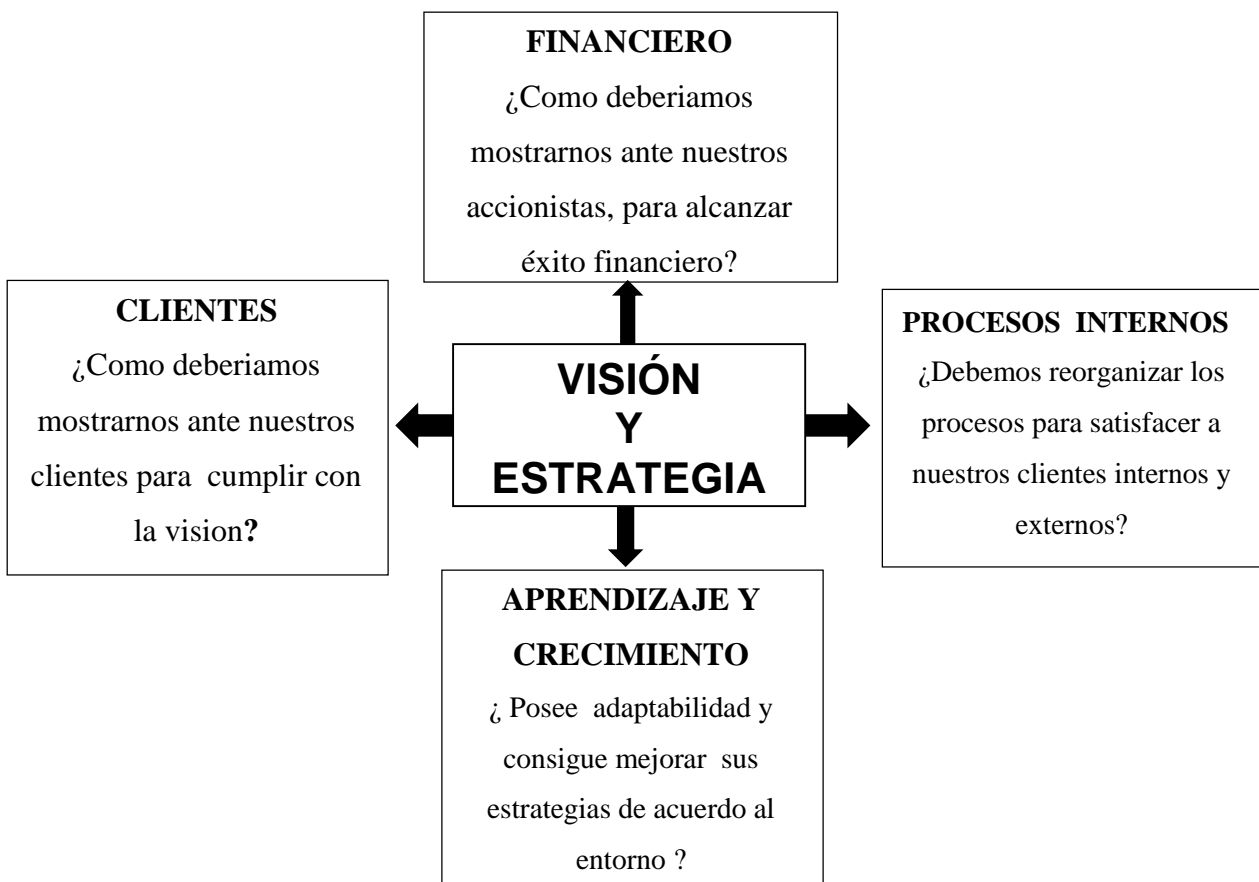 FINANCIERO
¿Como deberiamos
mostrarnos ante nuestros
accionistas, para alcanzar
éxito financiero?
CLIENTES
¿Como deberiamos
mostrarnos ante nuestros
clientes para cumplir con
la vision?
VISIÓN
Y
ESTRATEGIA
PROCESOS INTERNOS
¿Debemos reorganizar los
procesos para satisfacer a
nuestros clientes internos y
externos?
APRENDIZAJE Y
CRECIMIENTO
¿ Posee adaptabilidad y
consigue mejorar sus
estrategias de acuerdo al
entorno ?